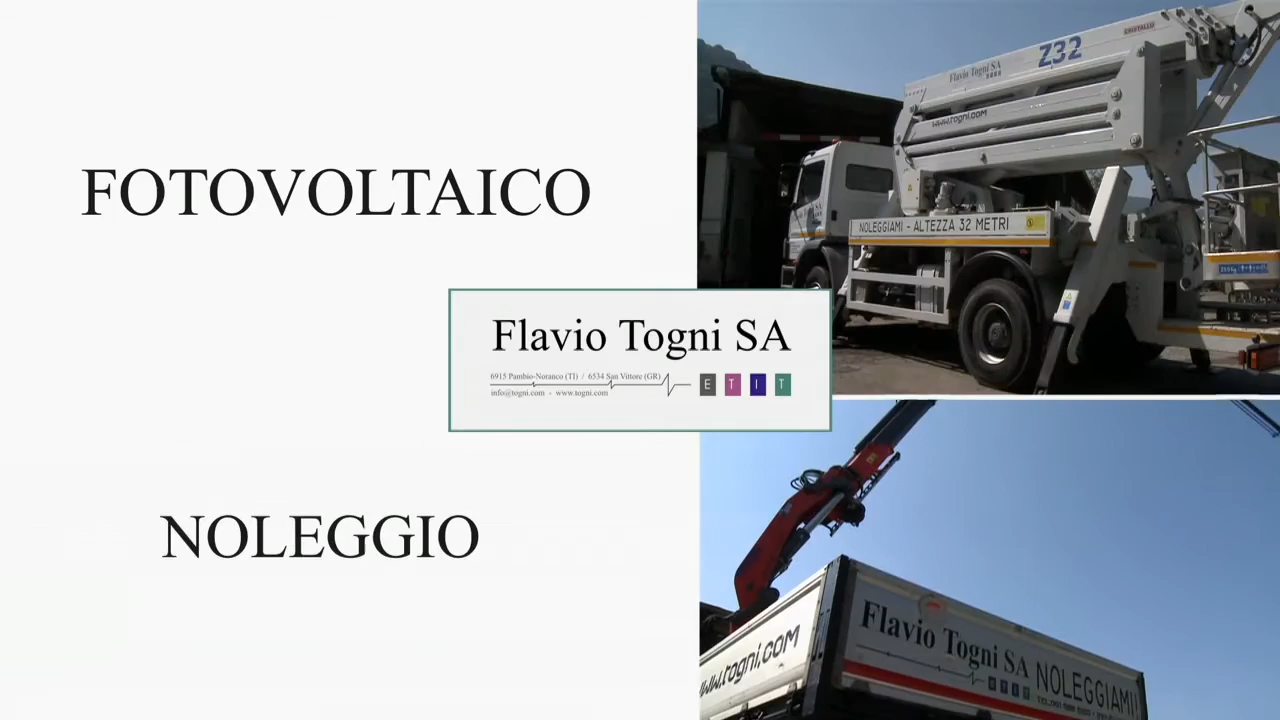 FOTOVOLTAICO
Z32
Flavio Togni SA
www.togni.com
NOLEGGIAMI - ALTEZZA 32 METRI
Flavio Togni SA
6915 Pambio-Noranco (TI) / 6534 San Vittore (GR)
info@togni.com - www.togni.com
E T I T
NOLEGGIO
www.togni.com
Flavio Togni SA
NOLEGGIAMI!